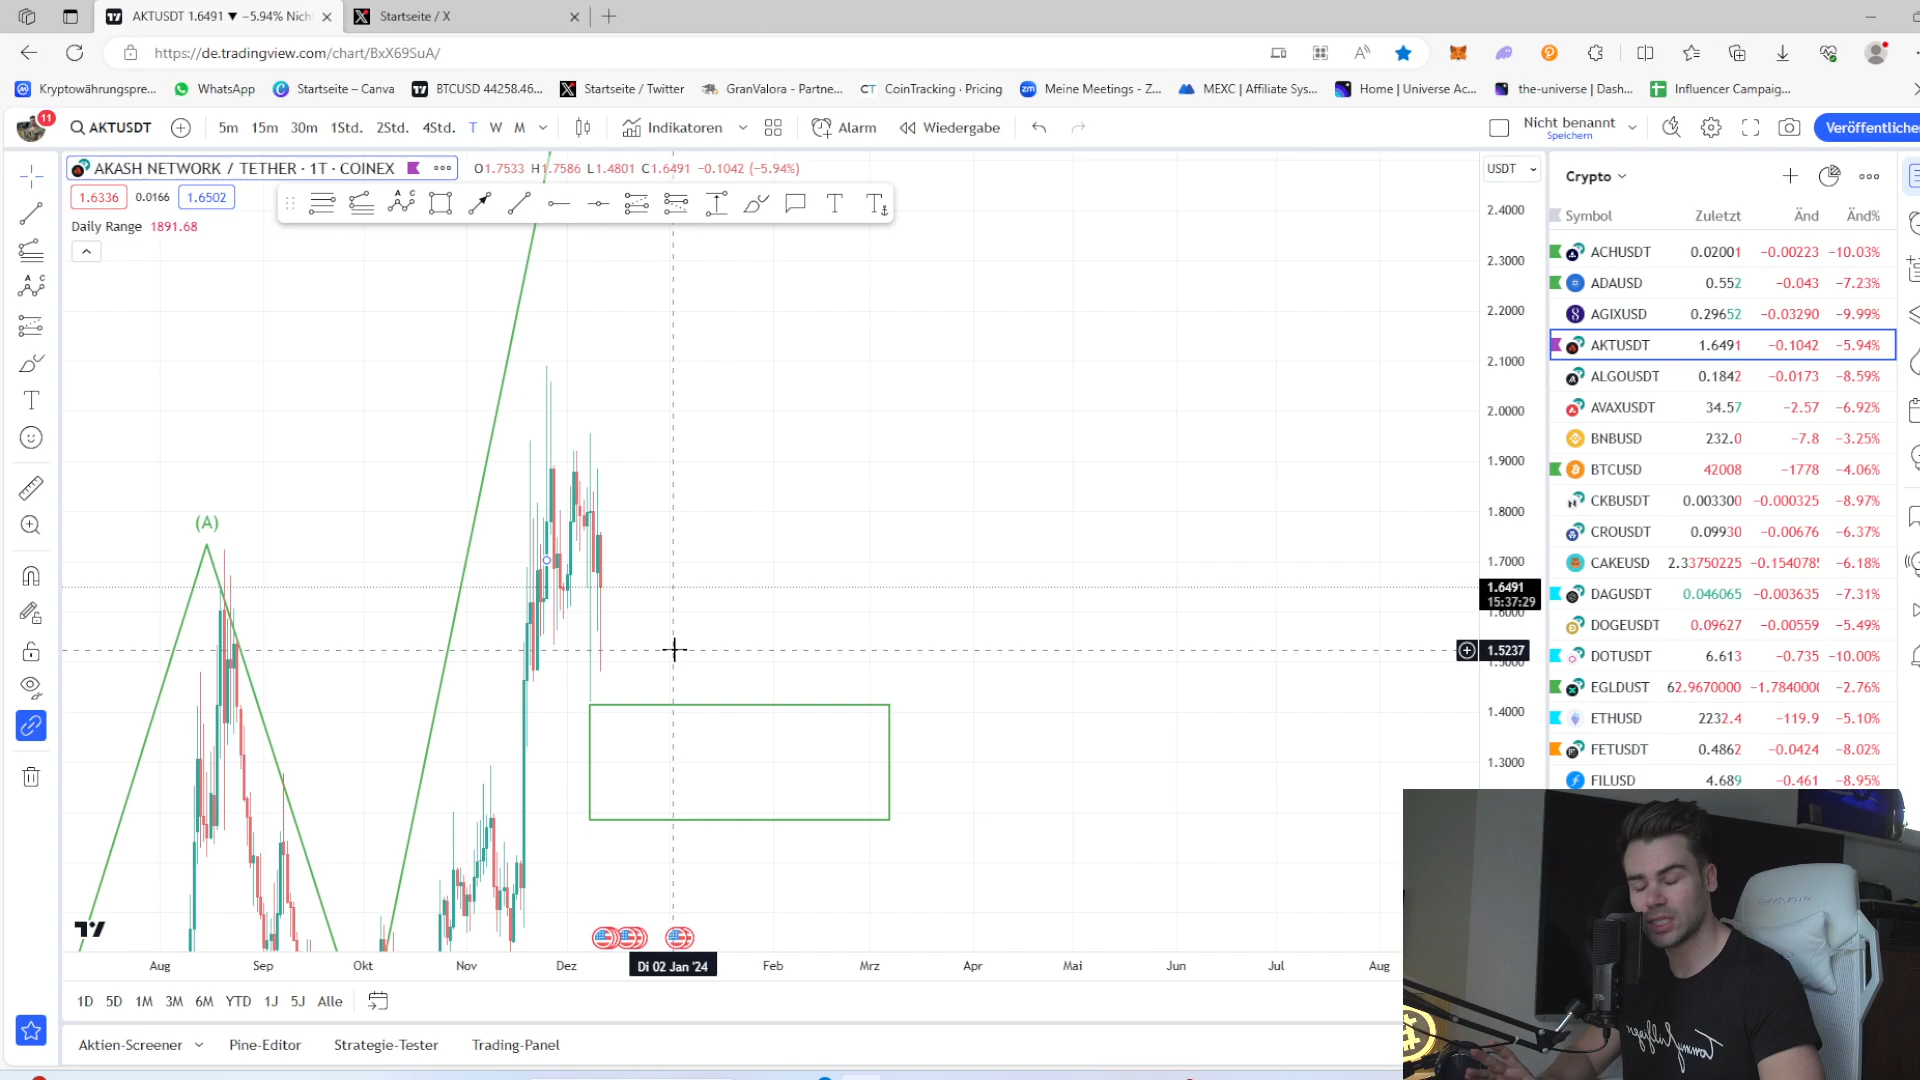 AKTUSDT 1.6491 ▼ −5.94% Nicht
Startseite / X
https://de.tradingview.com/chart/BxX69SuA/
Kryptowährungspre...
WhatsApp
Startseite – Canva
BTCUSD 44258.46...
Startseite / Twitter
GranValora - Partne...
CoinTracking · Pricing
Meine Meetings - Z...
MEXC | Affiliate Sys...
Home | Universe Ac...
the-universe | Dash...
Influencer Campaig...
11
AKTUSDT
5m 15m 30m 1Std. 2Std. 4Std. T W M
Indikatoren
Alarm
Wiedergabe
Nicht benannt
Speichern
Veröffentliche
AKASH NETWORK / TETHER · 1T · COINEX
O1.7533 H1.7586 L1.4801 C1.6491 −0.1042 (−5.94%)
1.6336 0.0166 1.6502
Daily Range 1891.68
(A)
USDT
2.4000
2.3000
2.2000
2.1000
2.0000
1.9000
1.8000
1.7000
1.6491
15:37:29
1.6000
1.5237
1.5000
1.4000
1.3000
Aug Sep Okt Nov Dez Di 02 Jan '24 Feb Mrz Apr Mai Jun Jul Aug
1D 5D 1M 3M 6M YTD 1J 5J Alle
Aktien-Screener Pine-Editor Strategie-Tester Trading-Panel
Crypto
Symbol Zuletzt Änd Änd%
ACHUSDT 0.02001 −0.00223 −10.03%
ADAUSD 0.552 −0.043 −7.23%
AGIXUSD 0.29652 −0.03290 −9.99%
AKTUSDT 1.6491 −0.1042 −5.94%
ALGOUSDT 0.1842 −0.0173 −8.59%
AVAXUSDT 34.57 −2.57 −6.92%
BNBUSD 232.0 −7.8 −3.25%
BTCUSD 42008 −1778 −4.06%
CKBUSDT 0.003300 −0.000325 −8.97%
CROUSDT 0.09930 −0.00676 −6.37%
CAKEUSD 2.33750225 −0.1540785 −6.18%
DAGUSDT 0.046065 −0.003635 −7.31%
DOGEUSDT 0.09627 −0.00559 −5.49%
DOTUSDT 6.613 −0.735 −10.00%
EGLDUST 62.9670000 −1.784000 −2.76%
ETHUSD 2232.4 −119.9 −5.10%
FETUSDT 0.4862 −0.0424 −8.02%
FILUSD 4.689 −0.461 −8.95%